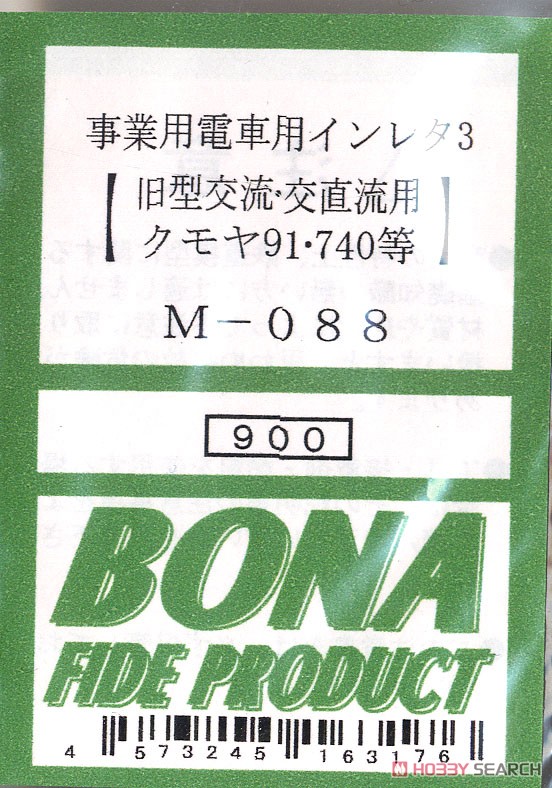 事業用電車用インレタ3
【旧型交流・交直流用
クモヤ91・740等】
M-088
900
BONA
FIDE PRODUCT
4 573245 163176
HOBBY SEARCH